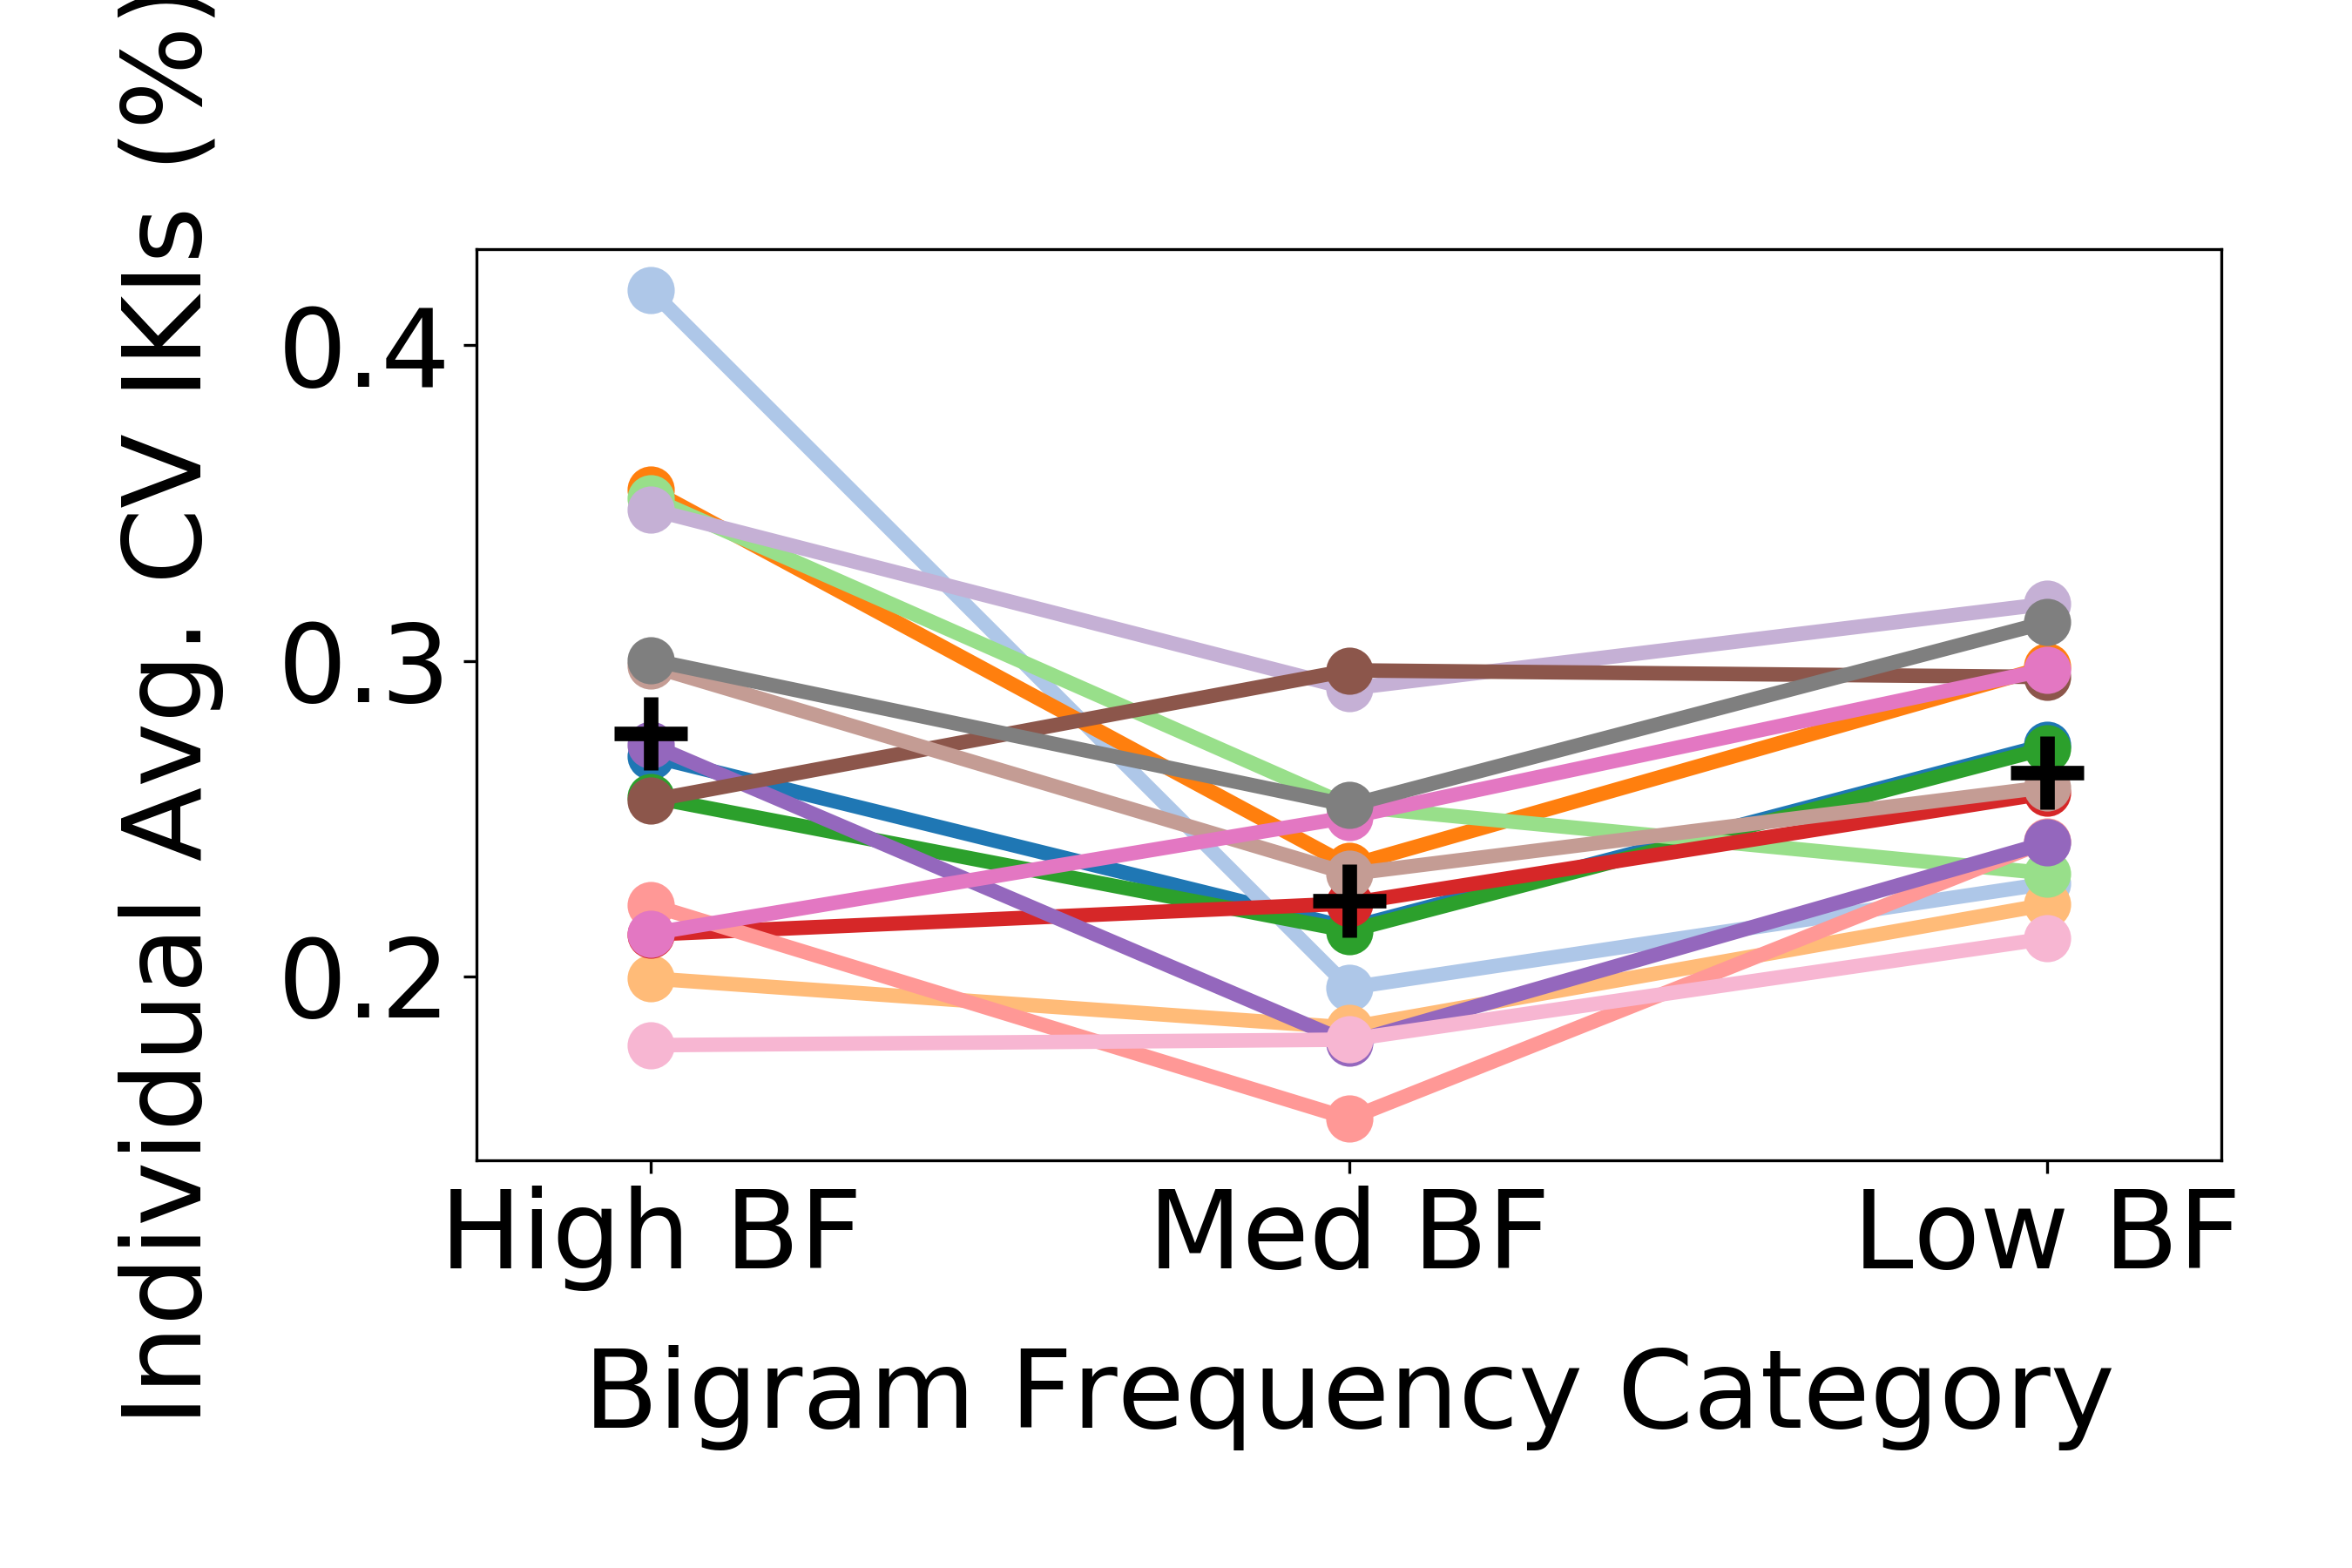 Individual Avg. CV IKIs (%)
0.4
0.3
0.2
High BF Med BF Low BF
Bigram Frequency Category